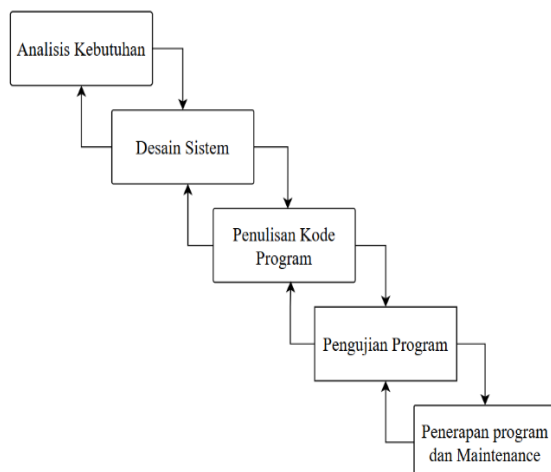 Analisis Kebutuhan
Desain Sistem
Penulisan Kode
Program
Pengujian Program
Penerapan program
dan Maintenance